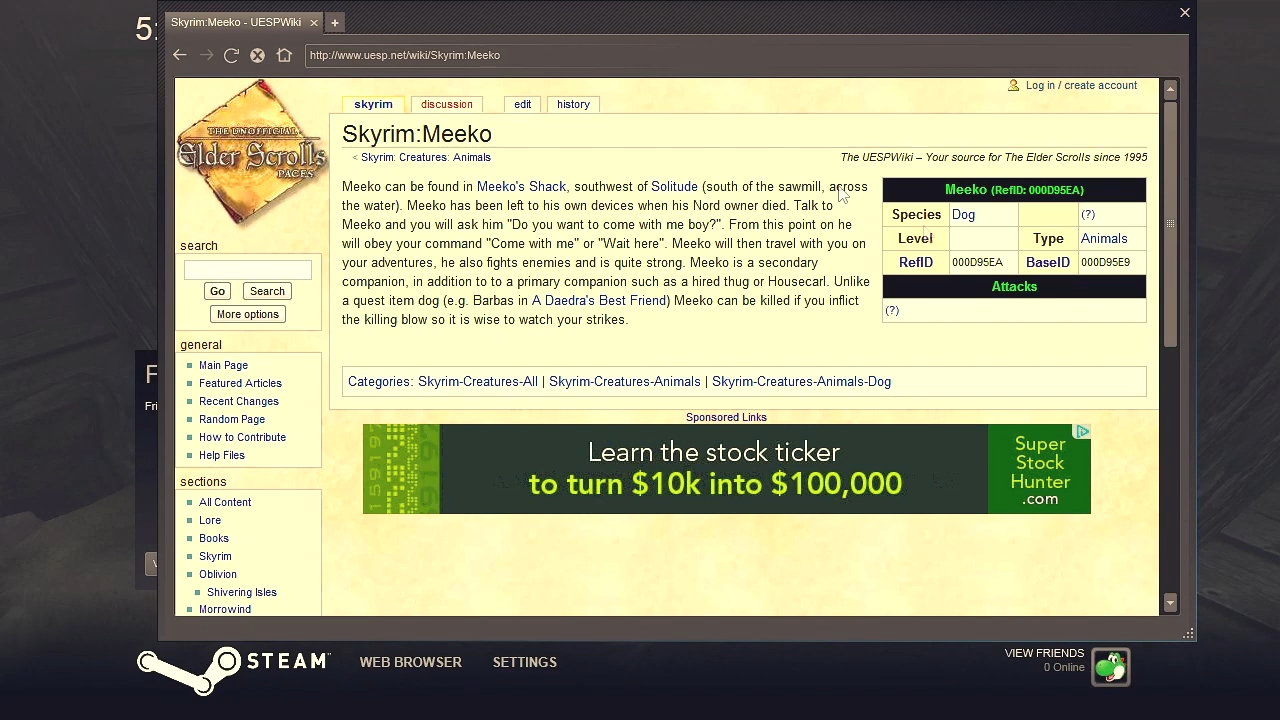 5:
Skyrim:Meeko - UESPWiki
http://www.uesp.net/wiki/Skyrim:Meeko
Log in / create account
THE UNOFFICIAL
Elder Scrolls
PAGES
skyrim discussion edit history
Skyrim:Meeko
< Skyrim: Creatures: Animals
The UESPWiki – Your source for The Elder Scrolls since 1995
Meeko can be found in Meeko's Shack, southwest of Solitude (south of the sawmill, across
the water). Meeko has been left to his own devices when his Nord owner died. Talk to
Meeko and you will ask him "Do you want to come with me boy?". From this point on he
will obey your command "Come with me" or "Wait here". Meeko will then travel with you on
your adventures, he also fights enemies and is quite strong. Meeko is a secondary
companion, in addition to to a primary companion such as a hired thug or Housecarl. Unlike
a quest item dog (e.g. Barbas in A Daedra's Best Friend) Meeko can be killed if you inflict
the killing blow so it is wise to watch your strikes.
Meeko (RefID: 000D95EA)
Species Dog (?)
Level Type Animals
RefID 000D95EA BaseID 000D95E9
Attacks
(?)
Categories: Skyrim-Creatures-All | Skyrim-Creatures-Animals | Skyrim-Creatures-Animals-Dog
Sponsored Links
Learn the stock ticker
to turn $10k into $100,000
Super
Stock
Hunter
.com
search
Go Search
More options
general
Main Page
Featured Articles
Recent Changes
Random Page
How to Contribute
Help Files
sections
All Content
Lore
Books
Skyrim
Oblivion
Shivering Isles
Morrowind
F
Fri
STEAM
WEB BROWSER
SETTINGS
VIEW FRIENDS
0 Online